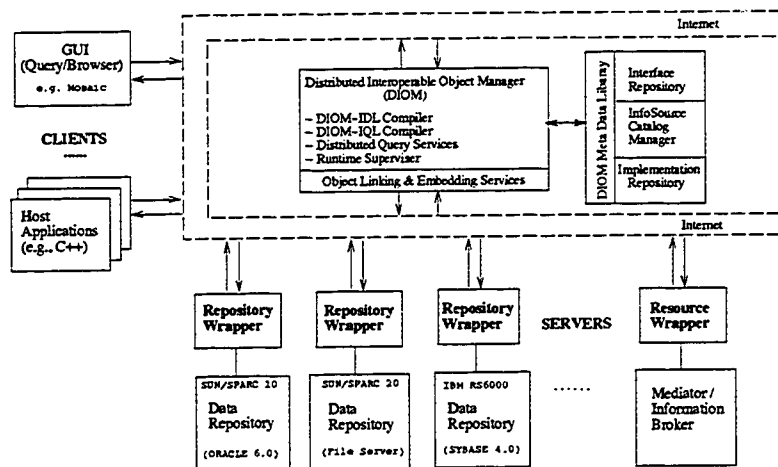 Internet
GUI
(Query/Browser)
e.g. Mosaic
CLIENTS
......
Host
Applications
(e.g., C++)
Distributed Interoperable Object Manager
(DIOM)
– DIOM–IDL Compiler
– DIOM–IQL Compiler
– Distributed Query Services
– Runtime Superviser
Object Linking & Embedding Services
DIOM Meta Data Libaray
Interface
Repository
InfoSource
Catalog
Manager
Implementation
Repository
Internet
Repository
Wrapper
Repository
Wrapper
Repository
Wrapper
SERVERS
Resource
Wrapper
SUN/SPARC 10
Data
Repository
(ORACLE 6.0)
SUN/SPARC 20
Data
Repository
(File Server)
IBM RS6000
Data
Repository
(SYBASE 4.0)
......
Mediator /
Information
Broker